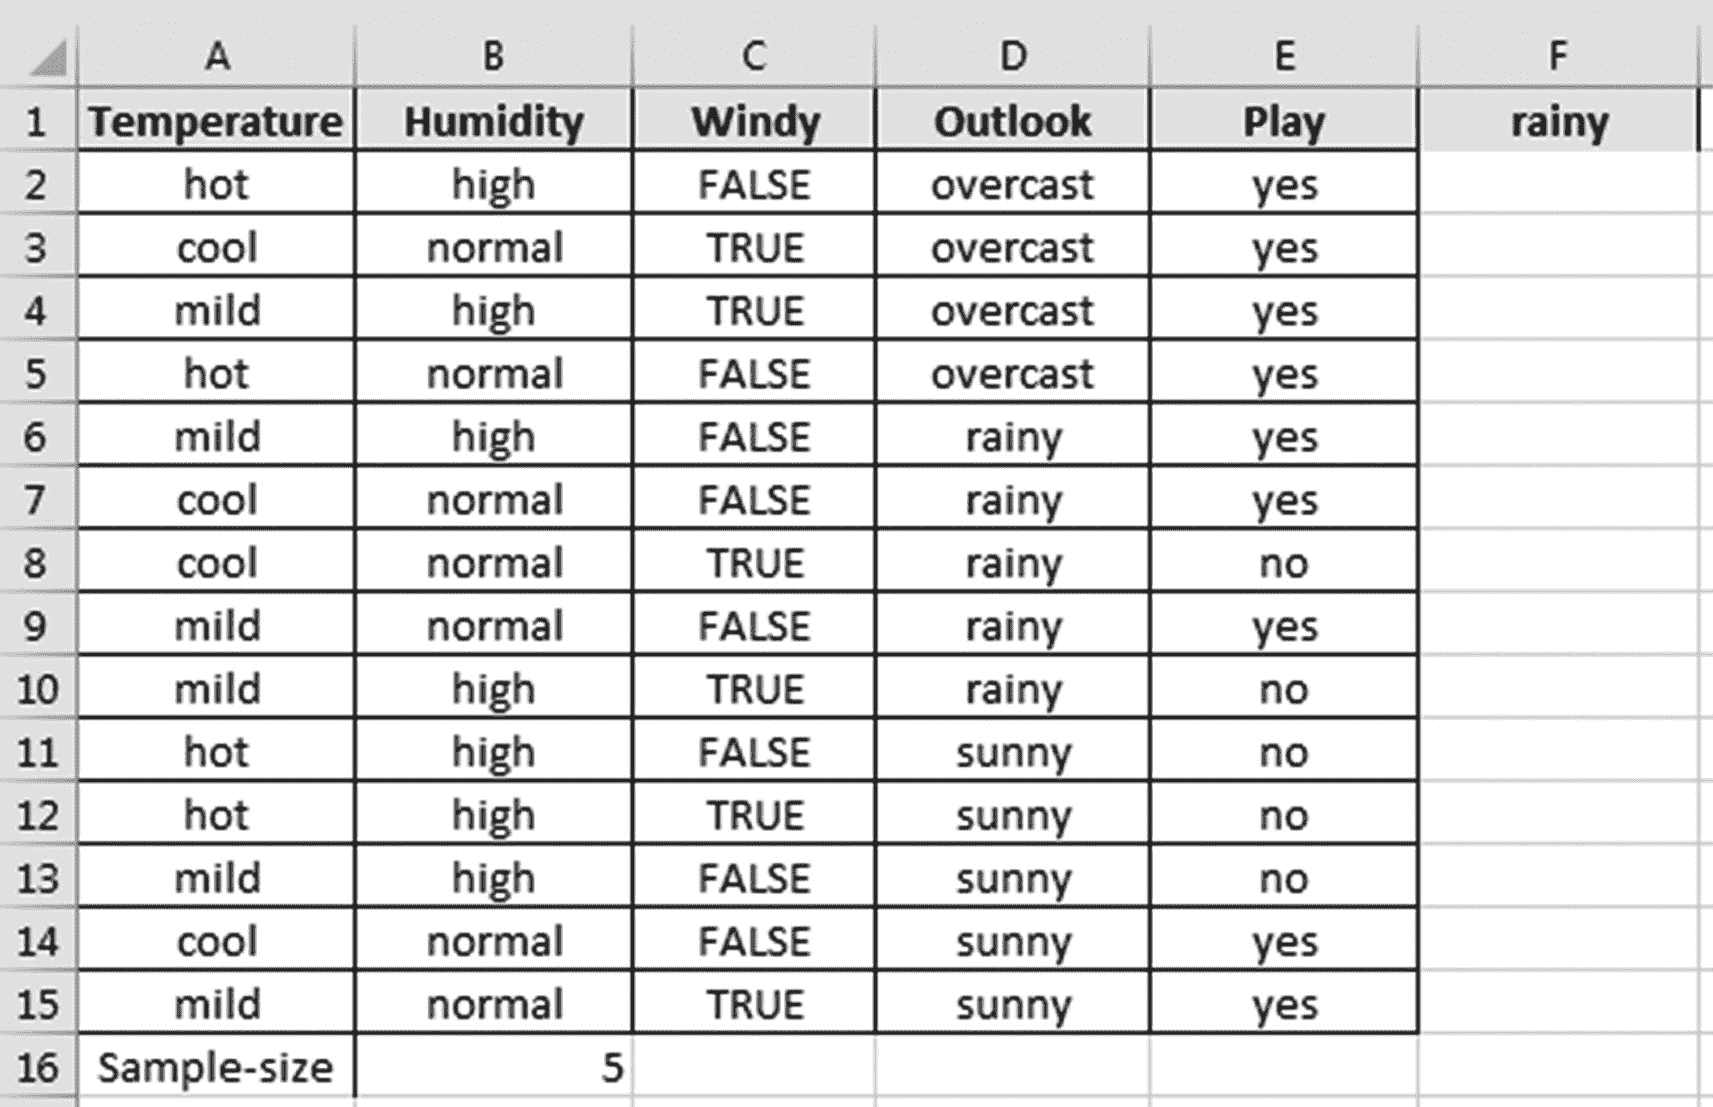 A B C D E F
1 Temperature Humidity Windy Outlook Play rainy
2 hot high FALSE overcast yes
3 cool normal TRUE overcast yes
4 mild high TRUE overcast yes
5 hot normal FALSE overcast yes
6 mild high FALSE rainy yes
7 cool normal FALSE rainy yes
8 cool normal TRUE rainy no
9 mild normal FALSE rainy yes
10 mild high TRUE rainy no
11 hot high FALSE sunny no
12 hot high TRUE sunny no
13 mild high FALSE sunny no
14 cool normal FALSE sunny yes
15 mild normal TRUE sunny yes
16 Sample-size 5